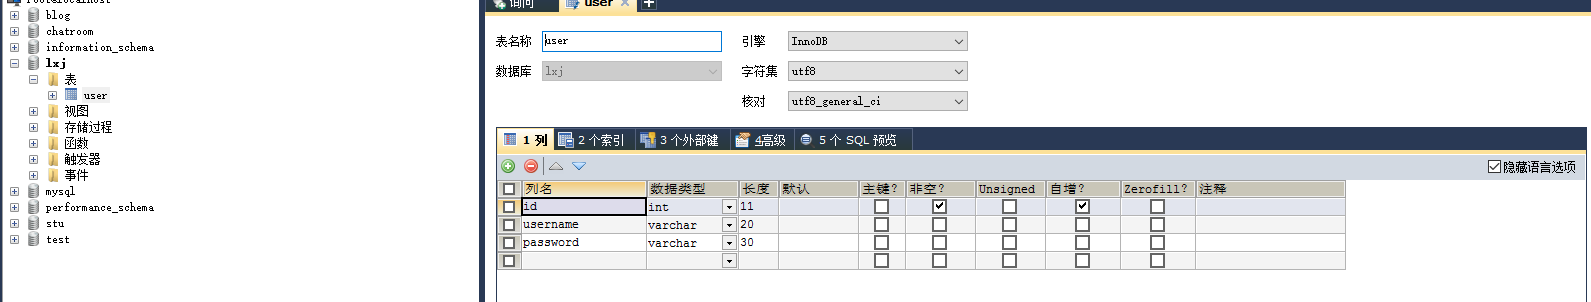 blog
chatroom
information_schema
lxj
表
user
视图
存储过程
函数
触发器
事件
mysql
performance_schema
stu
test
询问 user
表名称 user 引擎 InnoDB
数据库 lxj 字符集 utf8
核对 utf8_general_ci
1 列 2 个索引 3 个外部键 4高级 5 个 SQL 预览
隐藏语言选项
列名 数据类型 长度 默认 主键? 非空? Unsigned 自增? Zerofill? 注释
id int 11
username varchar 20
password varchar 30